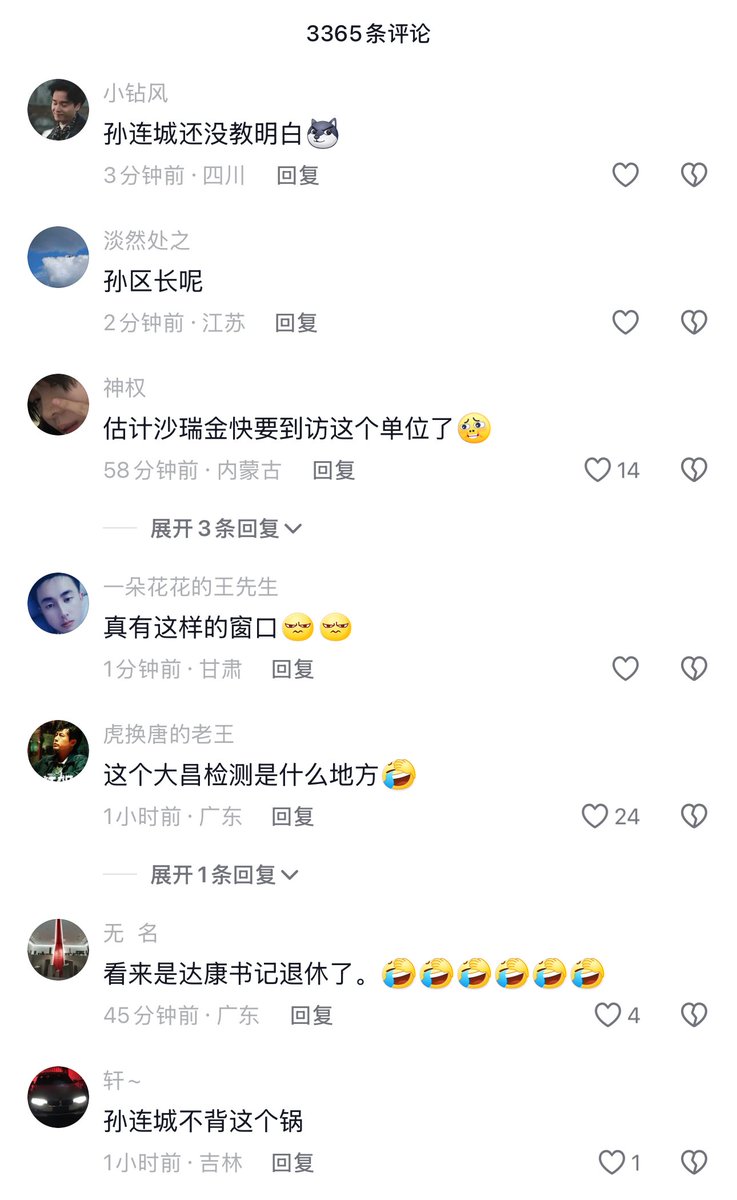 3365条评论
小钻风
孙连城还没教明白
3分钟前·四川 回复
淡然处之
孙区长呢
2分钟前·江苏 回复
神权
估计沙瑞金快要到访这个单位了
58分钟前·内蒙古 回复 14
展开3条回复
一朵花花的王先生
真有这样的窗口
1分钟前·甘肃 回复
虎换唐的老王
这个大昌检测是什么地方
1小时前·广东 回复 24
展开1条回复
无 名
看来是达康书记退休了。
45分钟前·广东 回复 4
轩~
孙连城不背这个锅
1小时前·吉林 回复 1